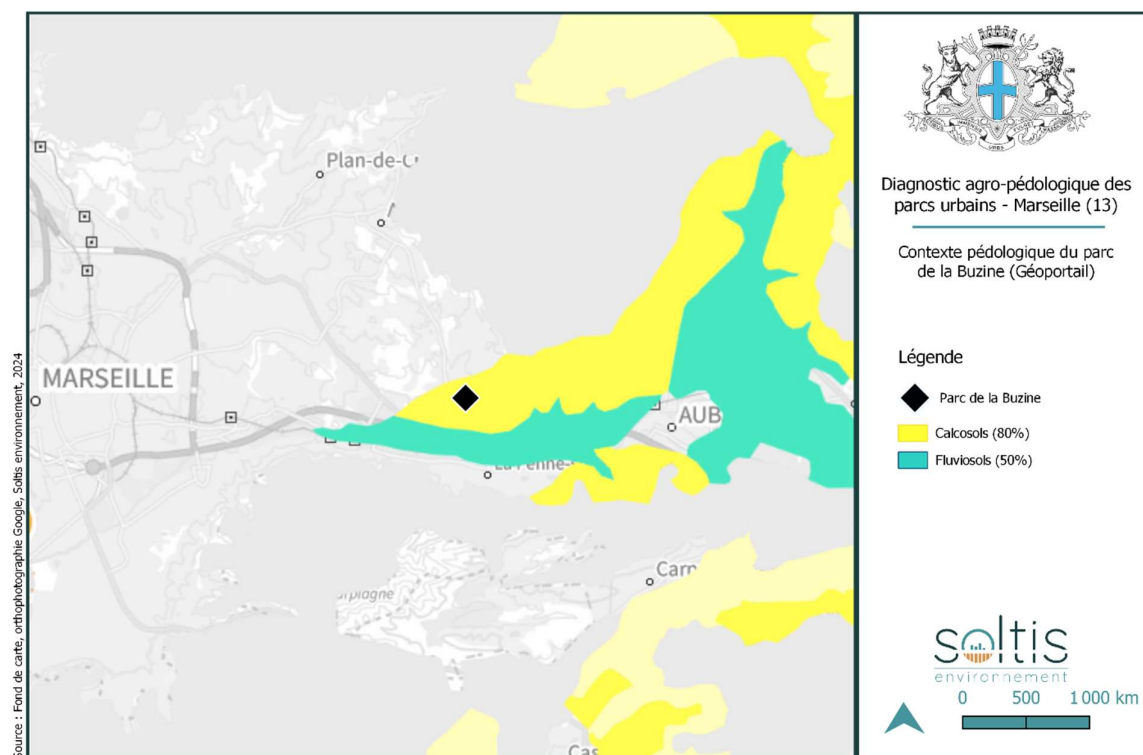 Plan-de-C
MARSEILLE
AUB
La Penne-
Carp
Cas
Source : Fond de carte, orthophotographie Google, Soltis environnement, 2024
Diagnostic agro-pédologique des
parcs urbains - Marseille (13)
Contexte pédologique du parc
de la Buzine (Géoportail)
Légende
Parc de la Buzine
Calcosols (80%)
Fluviosols (50%)
soltis
environnement
0 500 1 000 km